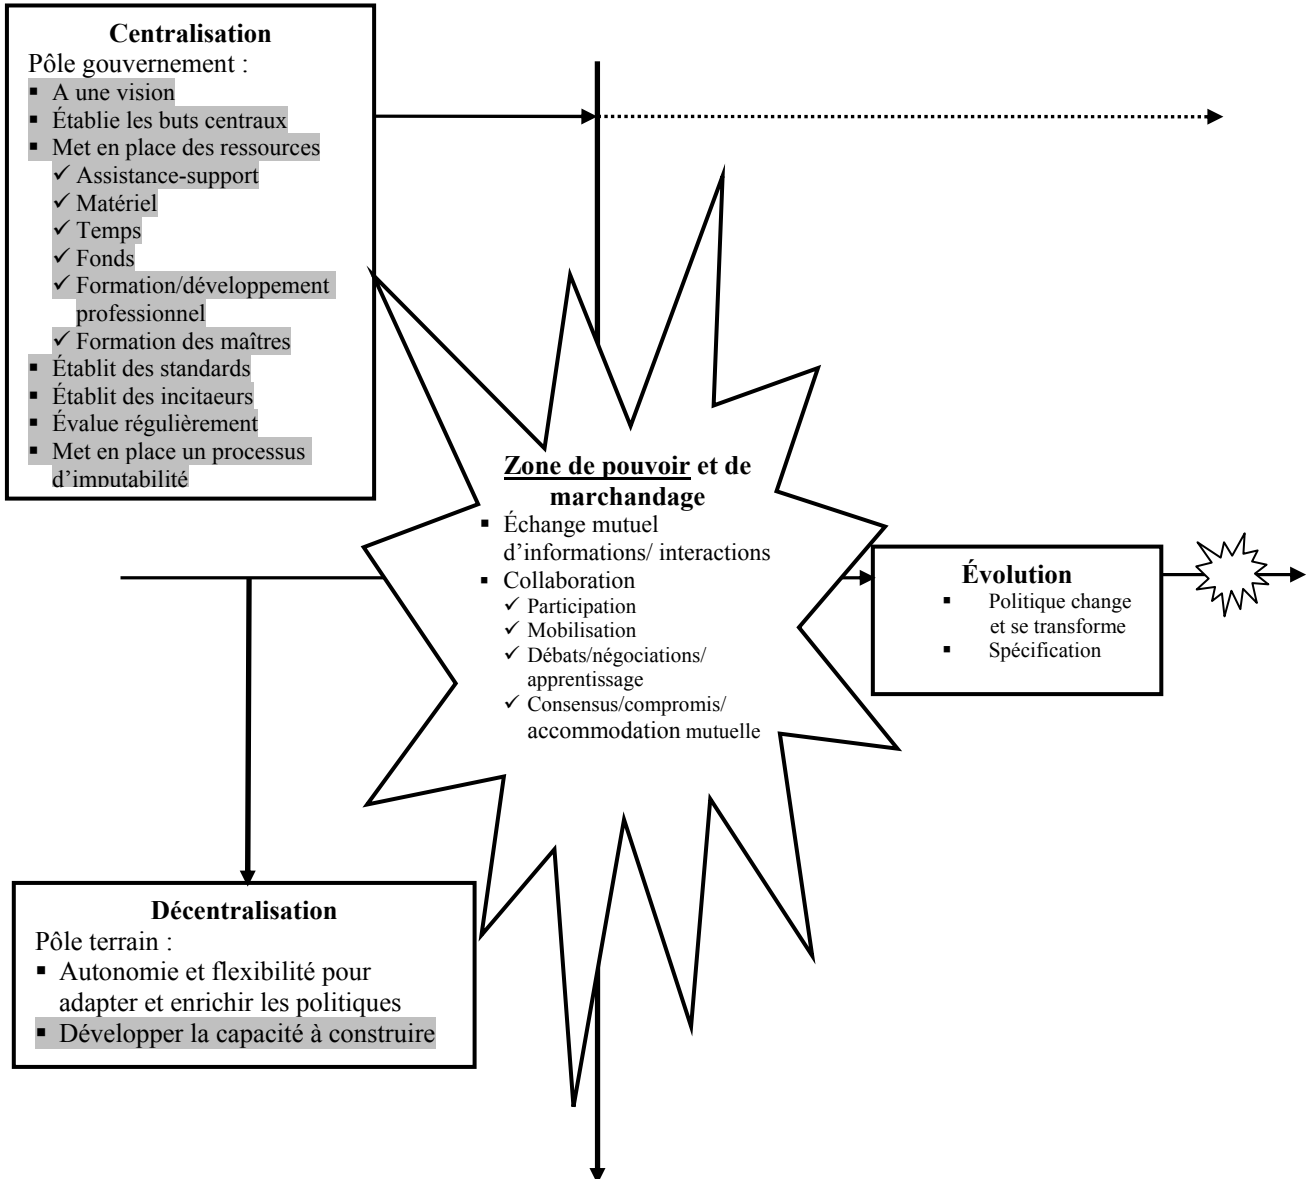 Centralisation
Pôle gouvernement :
▪ A une vision
▪ Établie les buts centraux
▪ Met en place des ressources
✓ Assistance-support
✓ Matériel
✓ Temps
✓ Fonds
✓ Formation/développement
professionnel
✓ Formation des maîtres
▪ Établit des standards
▪ Établit des incitaeurs
▪ Évalue régulièrement
▪ Met en place un processus
d’imputabilité
Zone de pouvoir et de
marchandage
▪ Échange mutuel
d’informations/ interactions
▪ Collaboration
✓ Participation
✓ Mobilisation
✓ Débats/négociations/
apprentissage
✓ Consensus/compromis/
accommodation mutuelle
Évolution
▪ Politique change
et se transforme
▪ Spécification
Décentralisation
Pôle terrain :
▪ Autonomie et flexibilité pour
adapter et enrichir les politiques
▪ Développer la capacité à construire